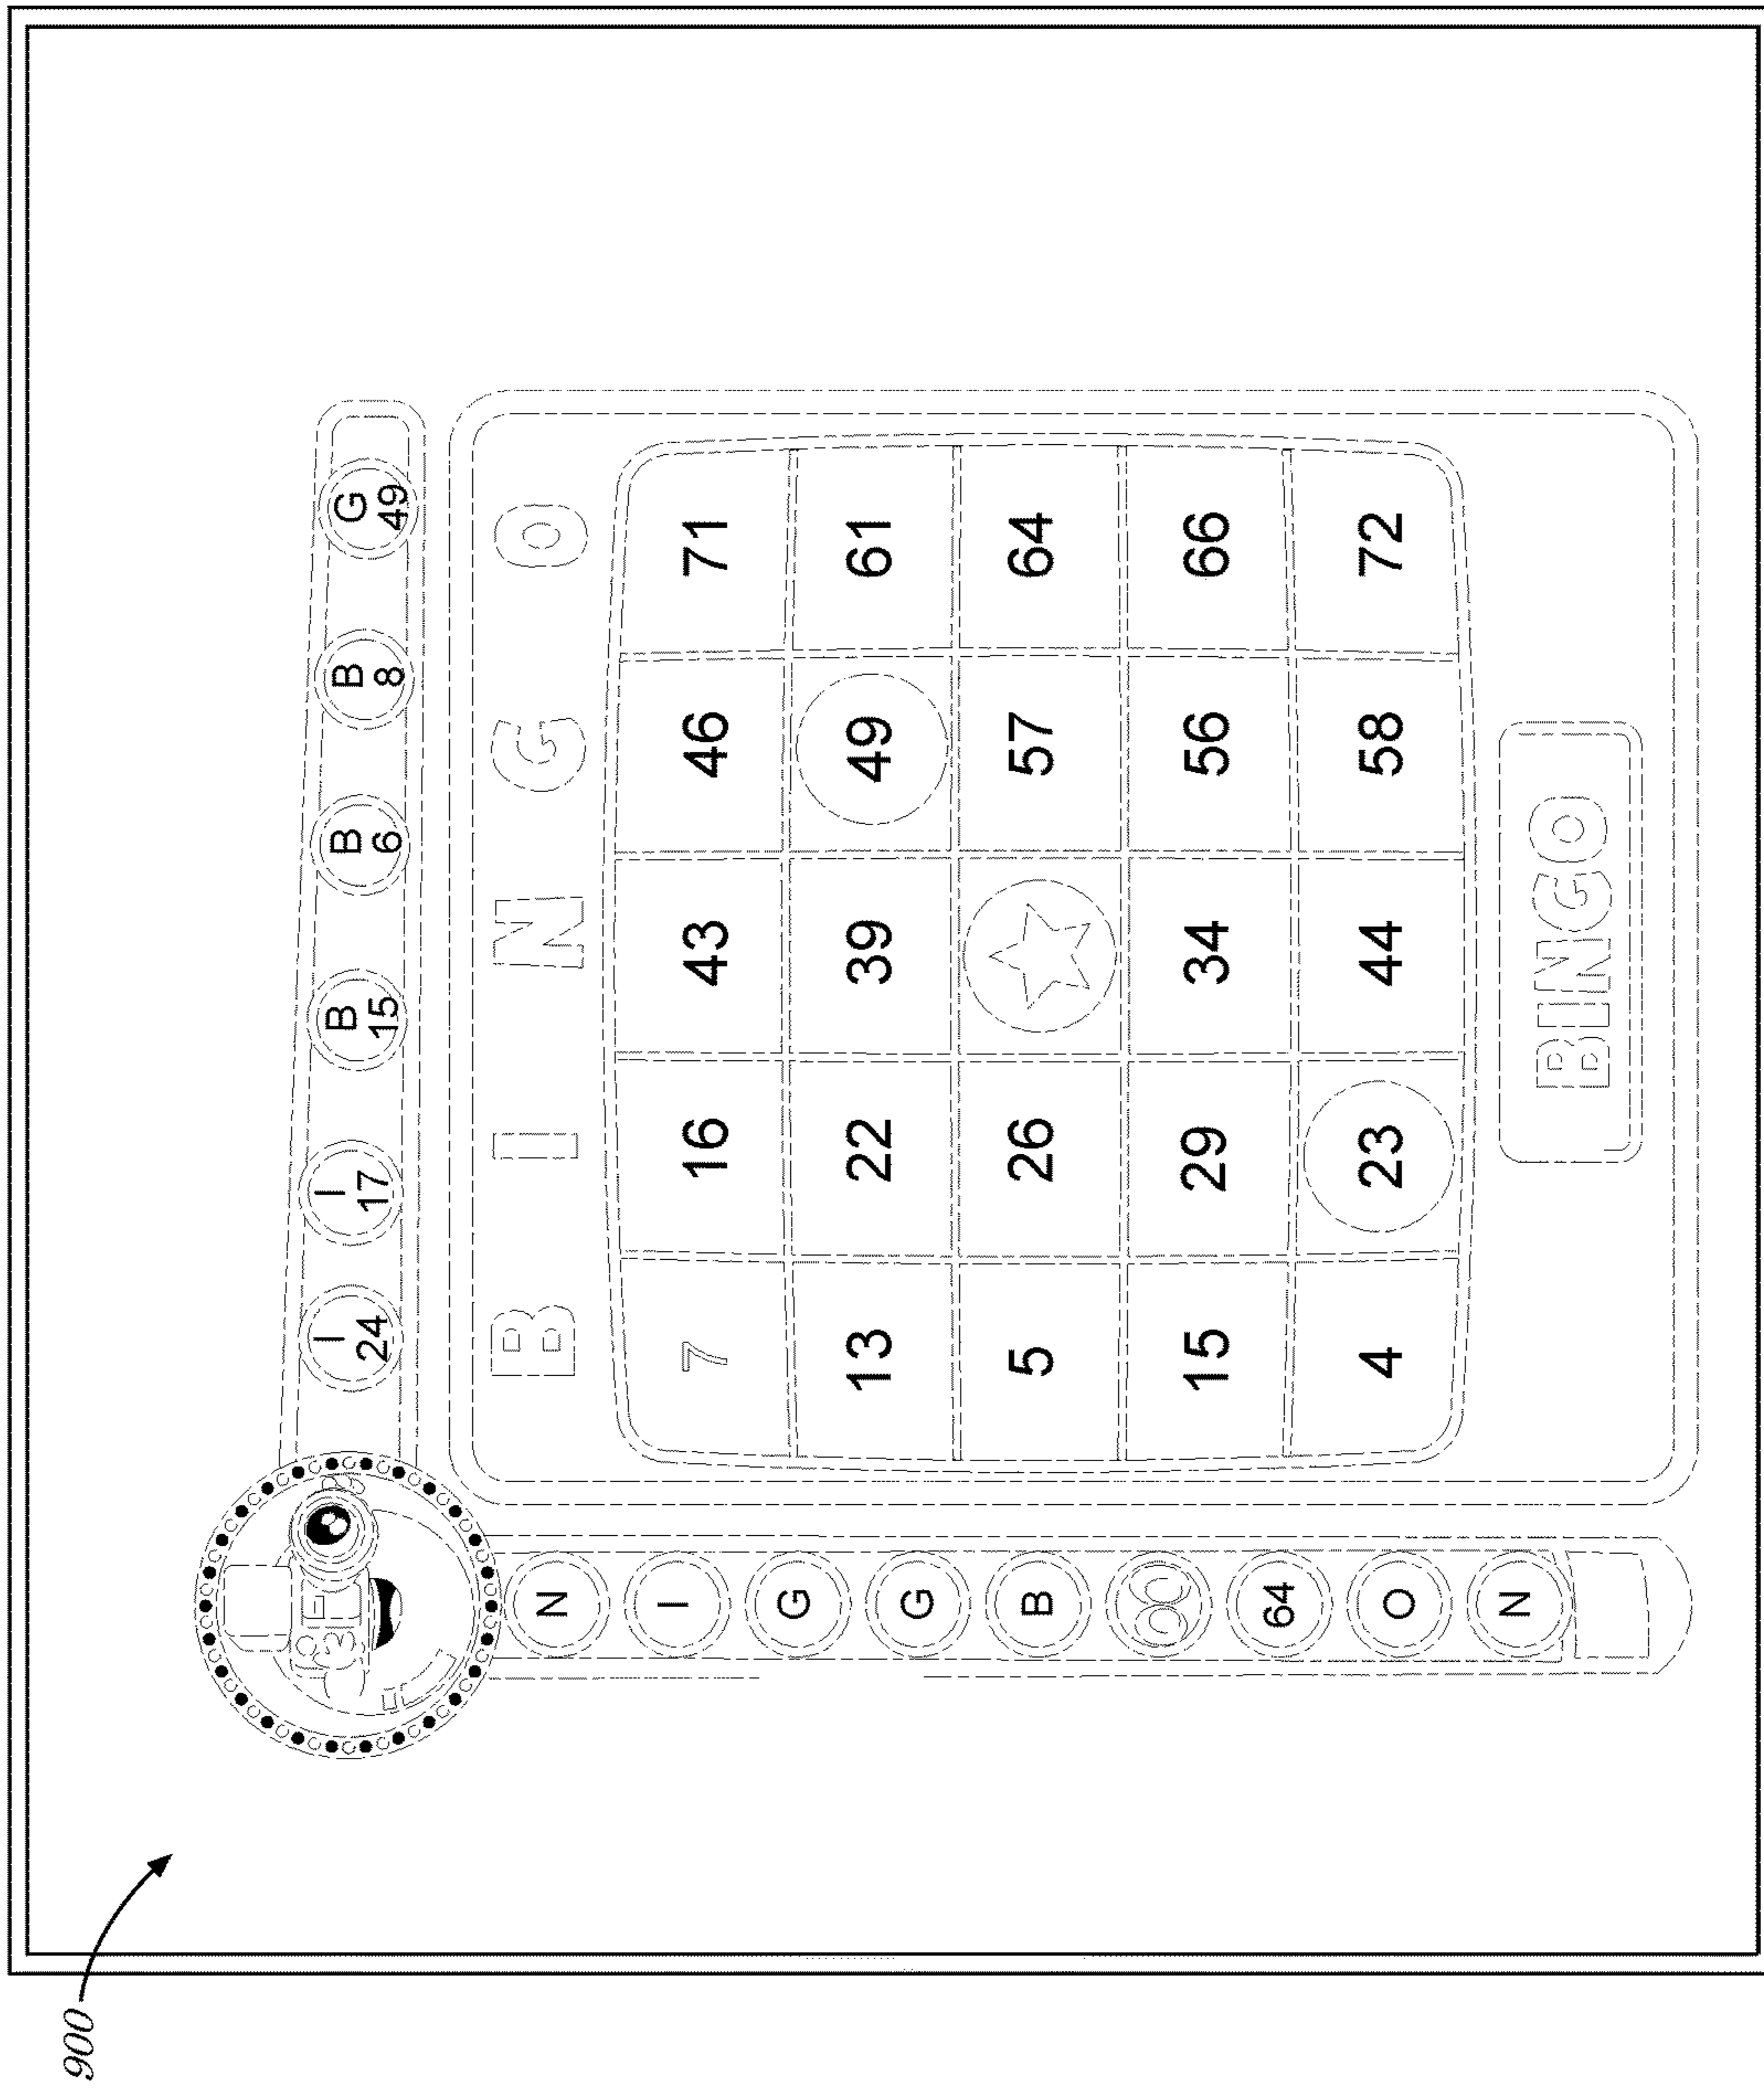 900
I I B B B G
24 17 15 6 8 49
B I N G O
7 16 43 46 71
13 22 39 49 61
5 26 57 64
15 29 34 56 66
4 23 44 58 72
BINGO
N
I
G
G
B
64
O
N